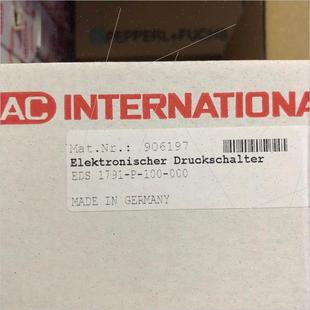 PEPPERL+FUCHS
AC INTERNATIONA
Mat.Nr.: 906197
Elektronischer Druckschalter
EDS 1791-P-100-000
MADE IN GERMANY